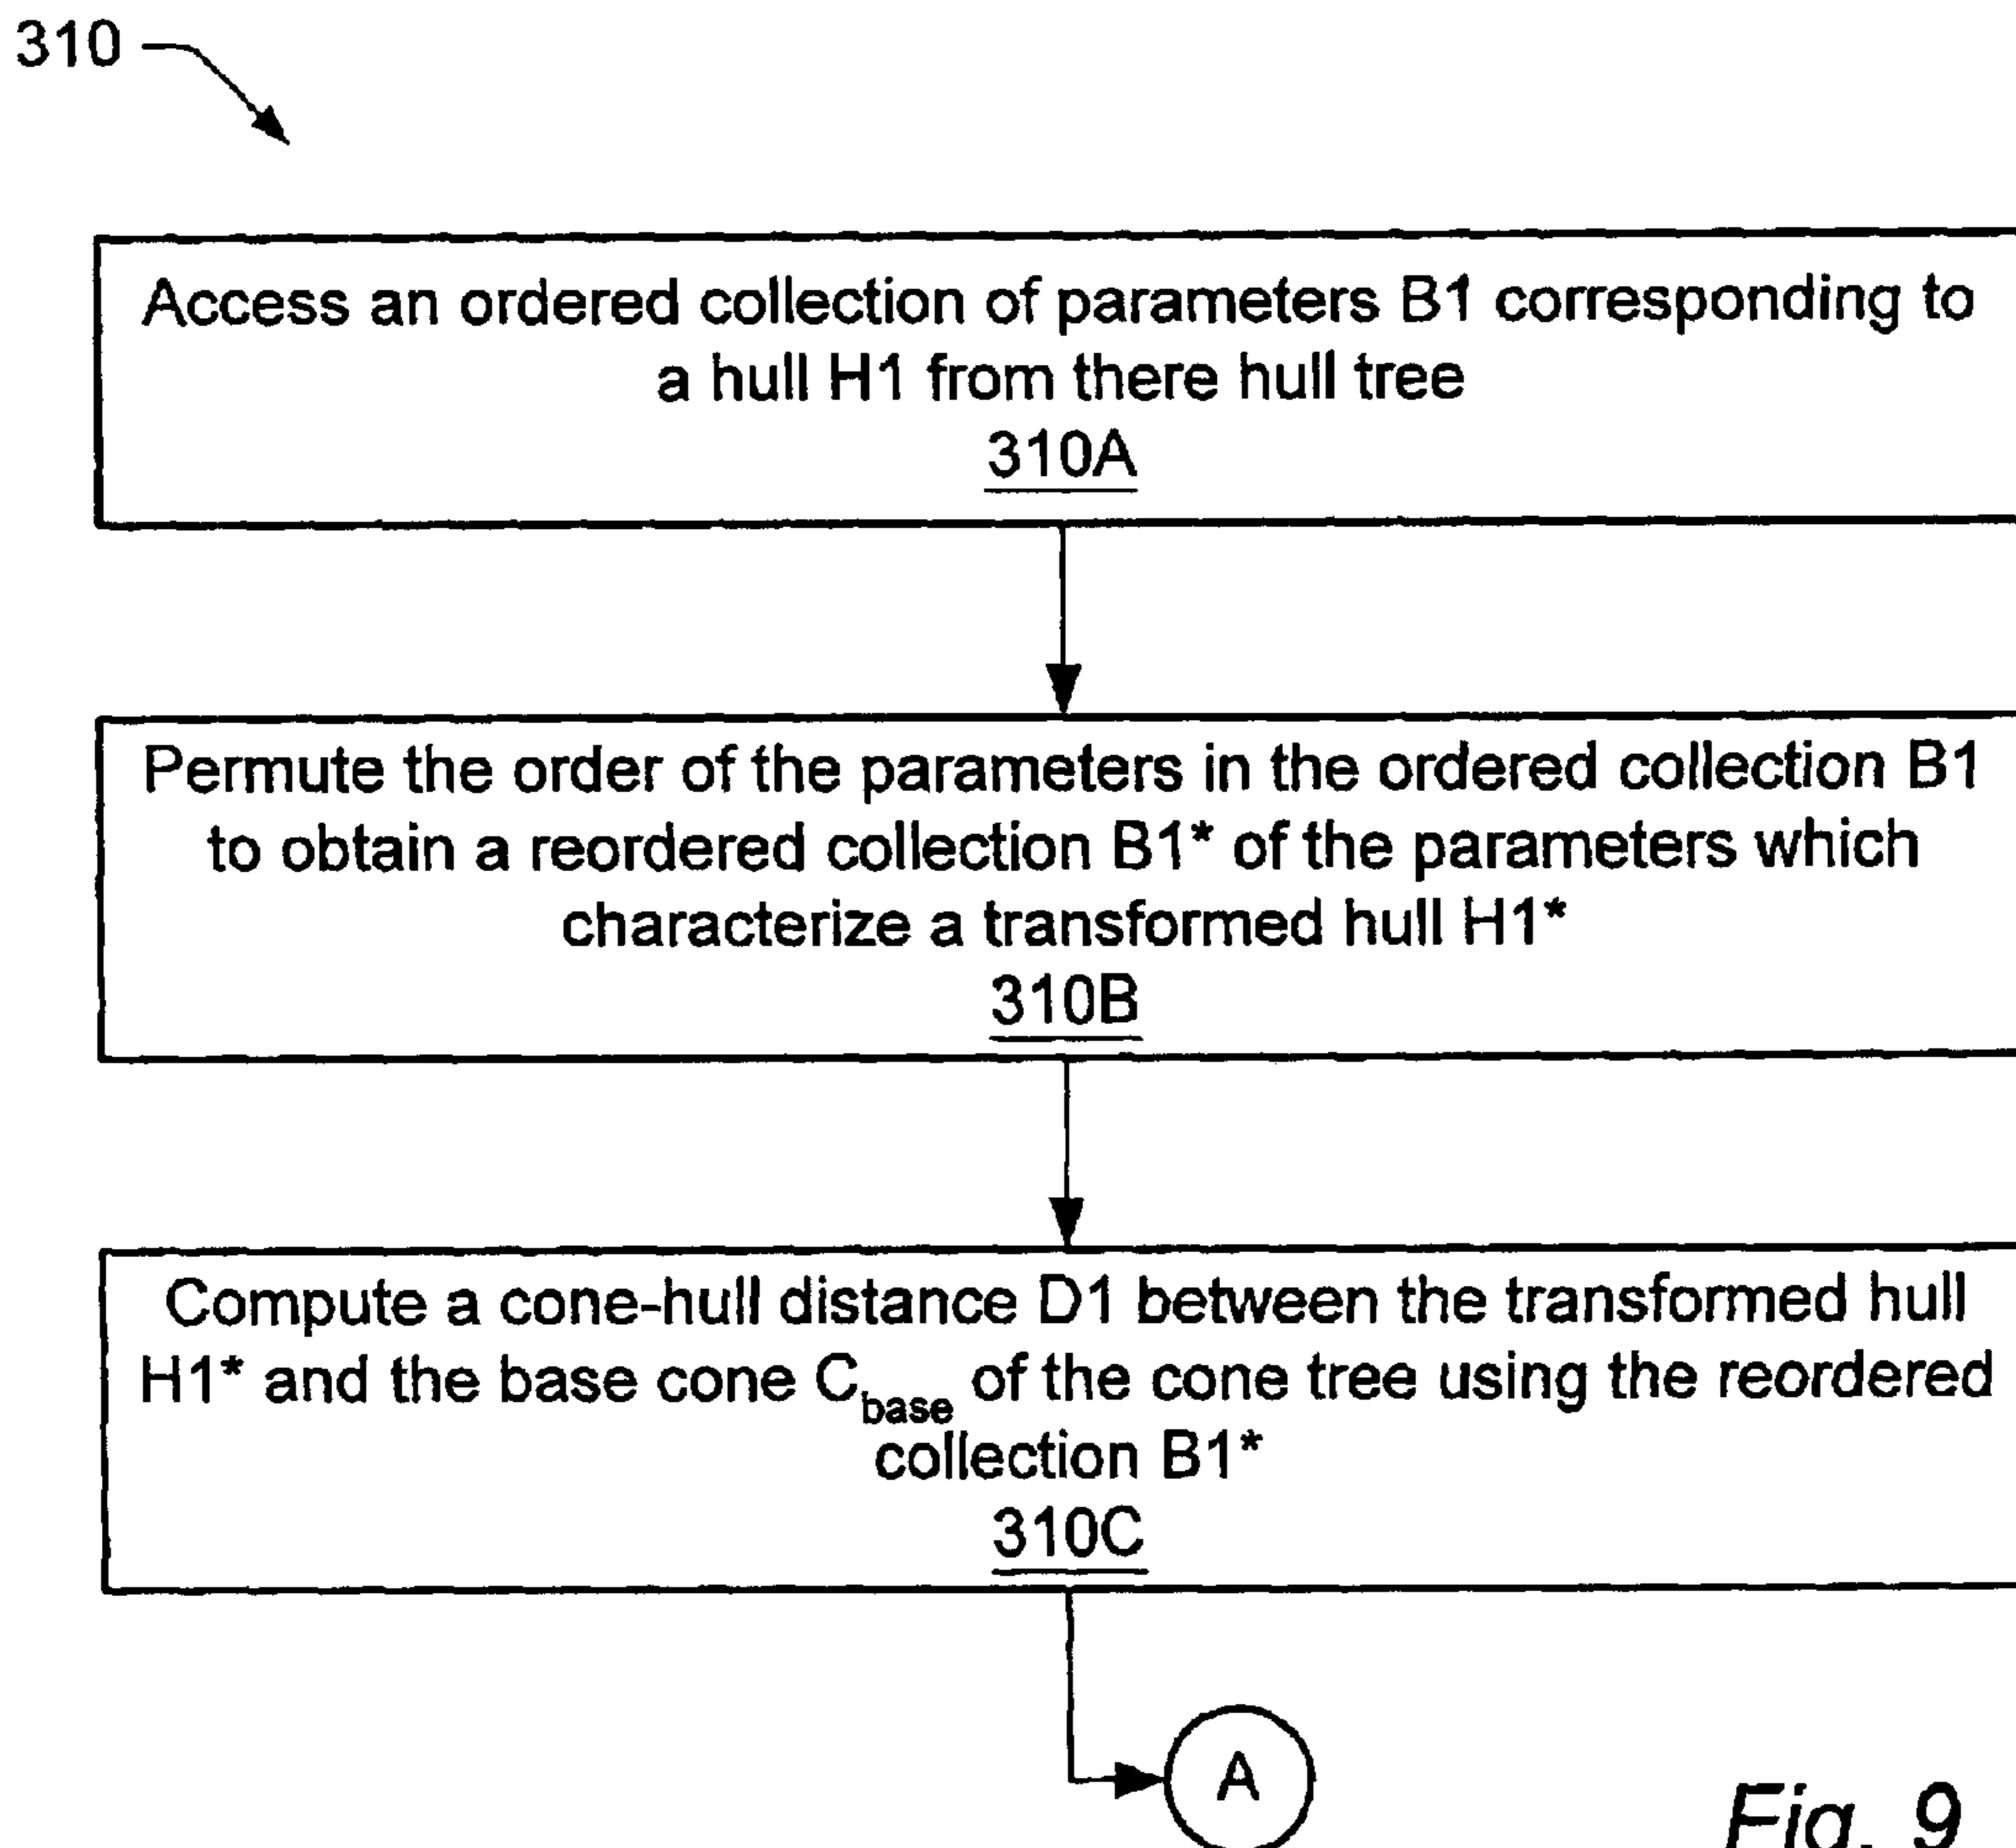 310
Access an ordered collection of parameters B1 corresponding to
a hull H1 from there hull tree
310A
Permute the order of the parameters in the ordered collection B1
to obtain a reordered collection B1* of the parameters which
characterize a transformed hull H1*
310B
Compute a cone-hull distance D1 between the transformed hull
H1* and the base cone Cbase of the cone tree using the reordered
collection B1*
310C
A
Fig. 9